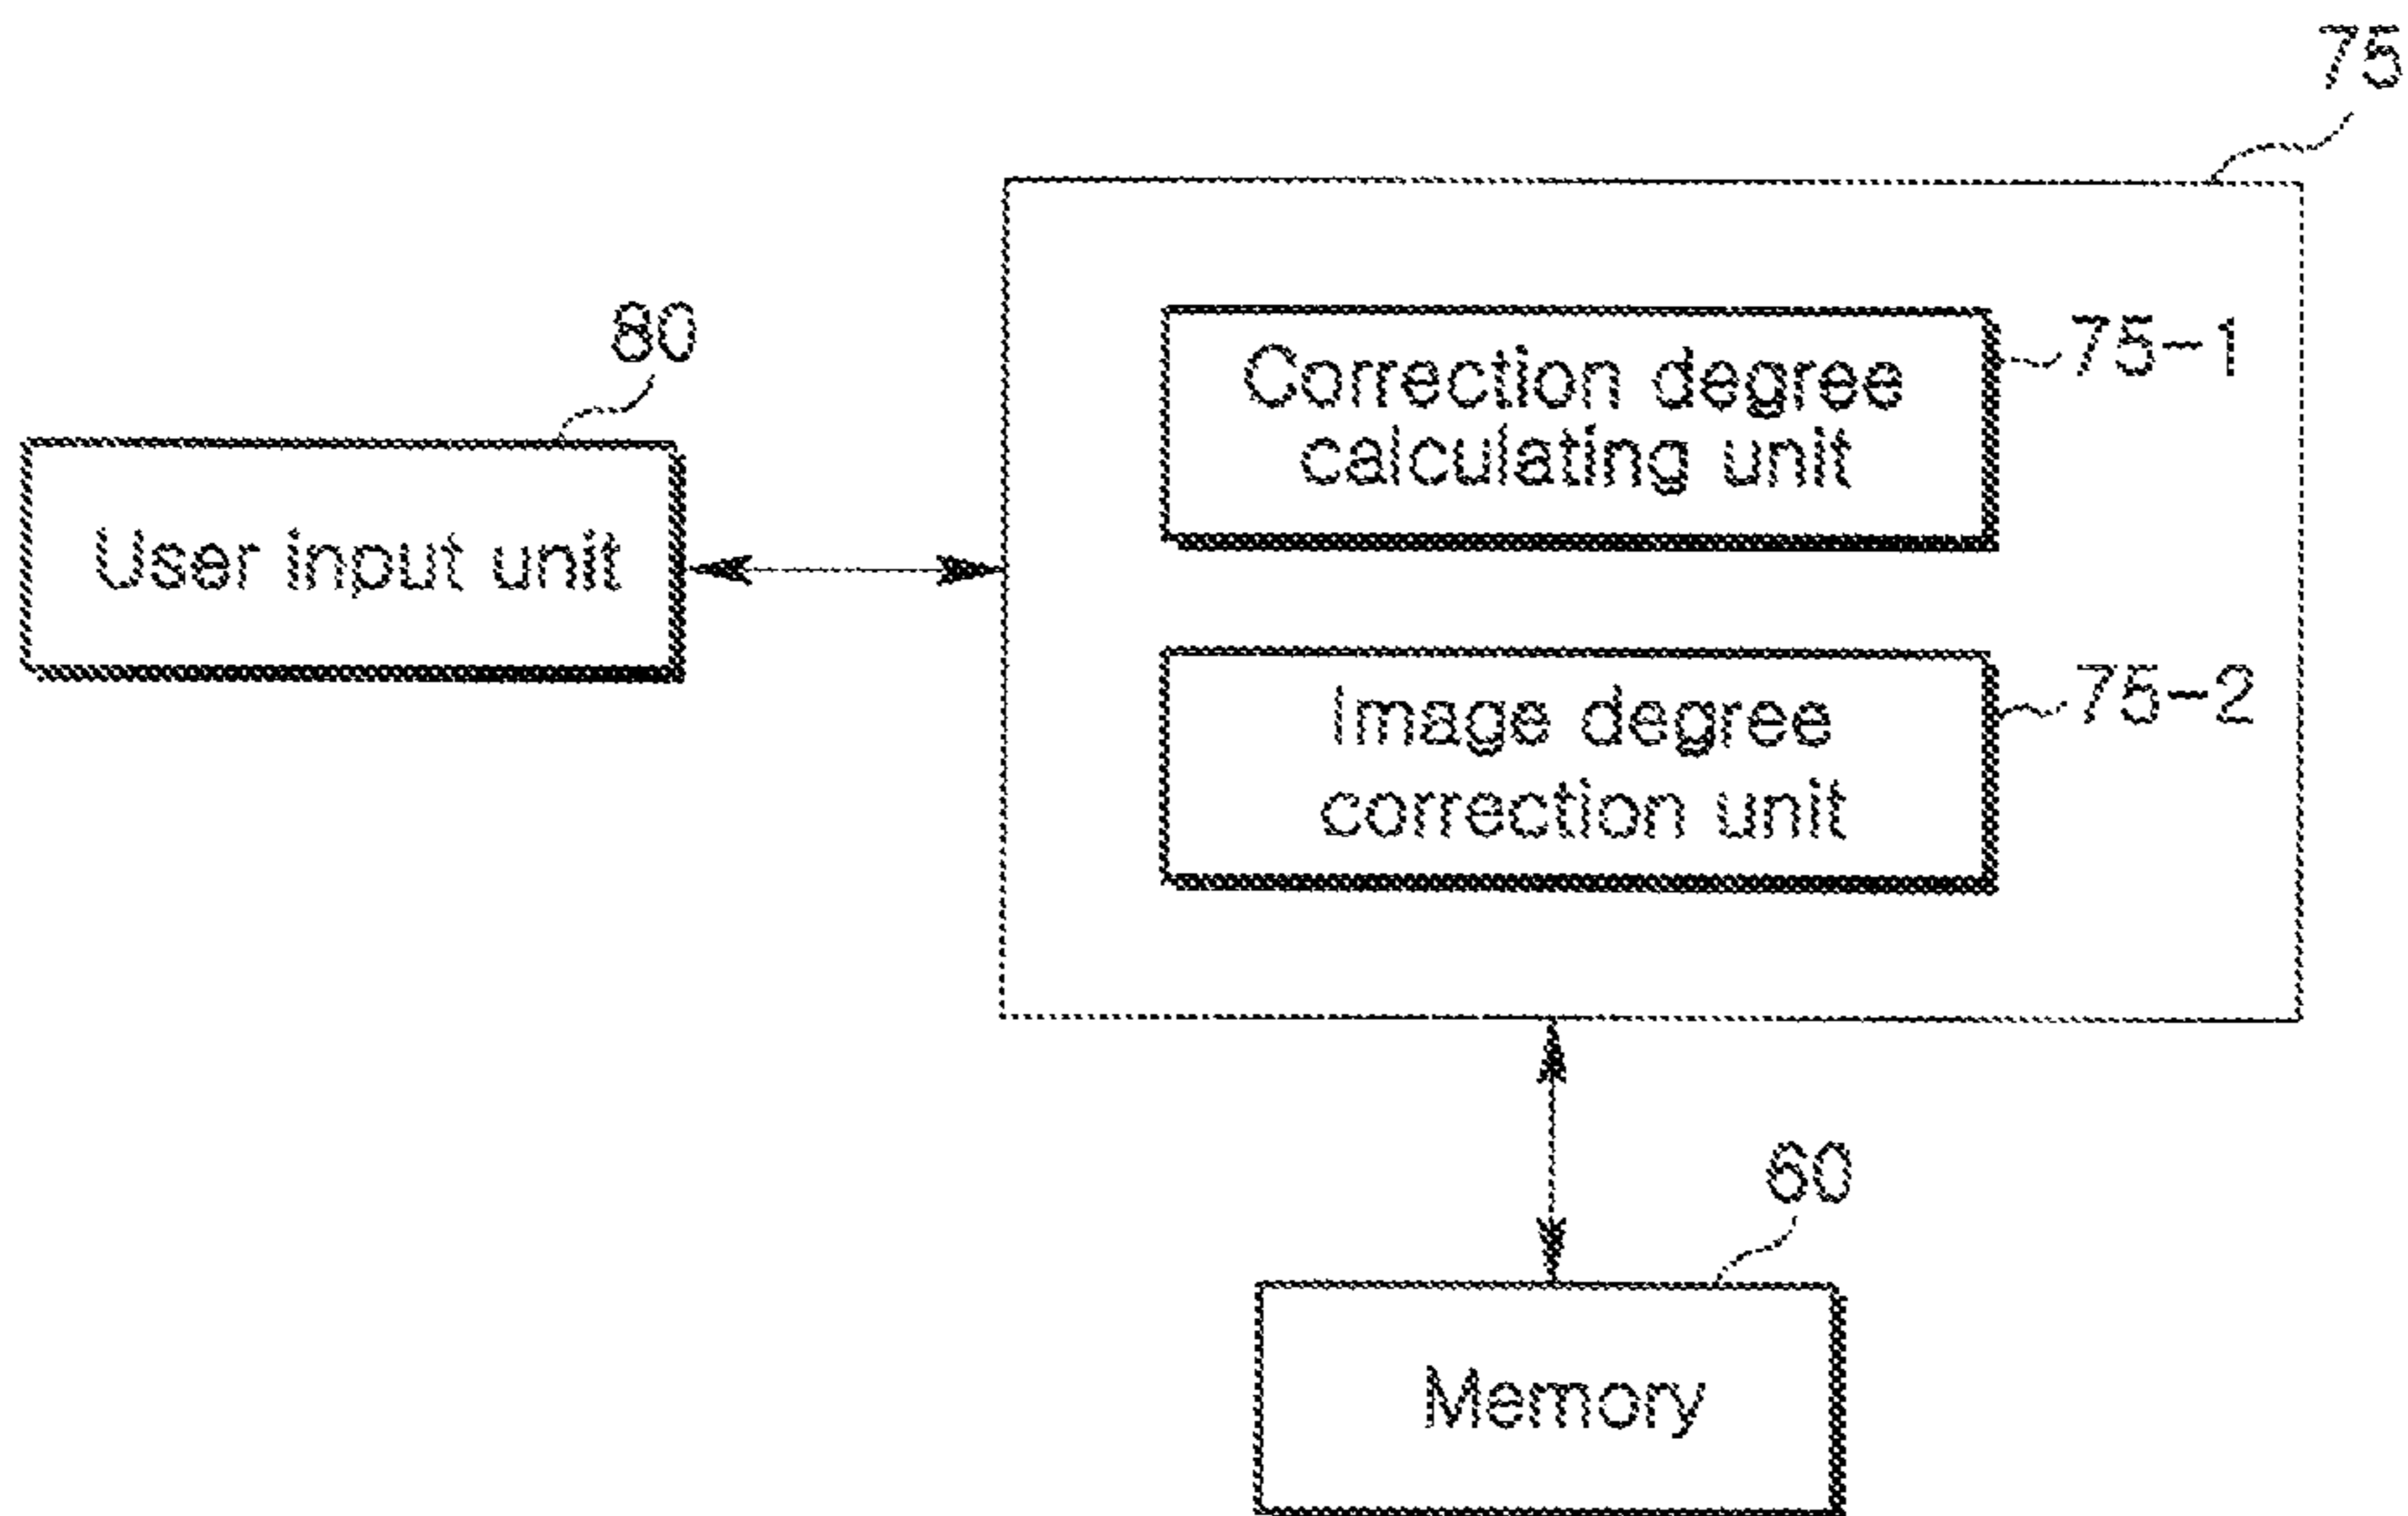 75
80
User input unit
Correction degree
calculating unit
75-1
Image degree
correction unit
75-2
60
Memory